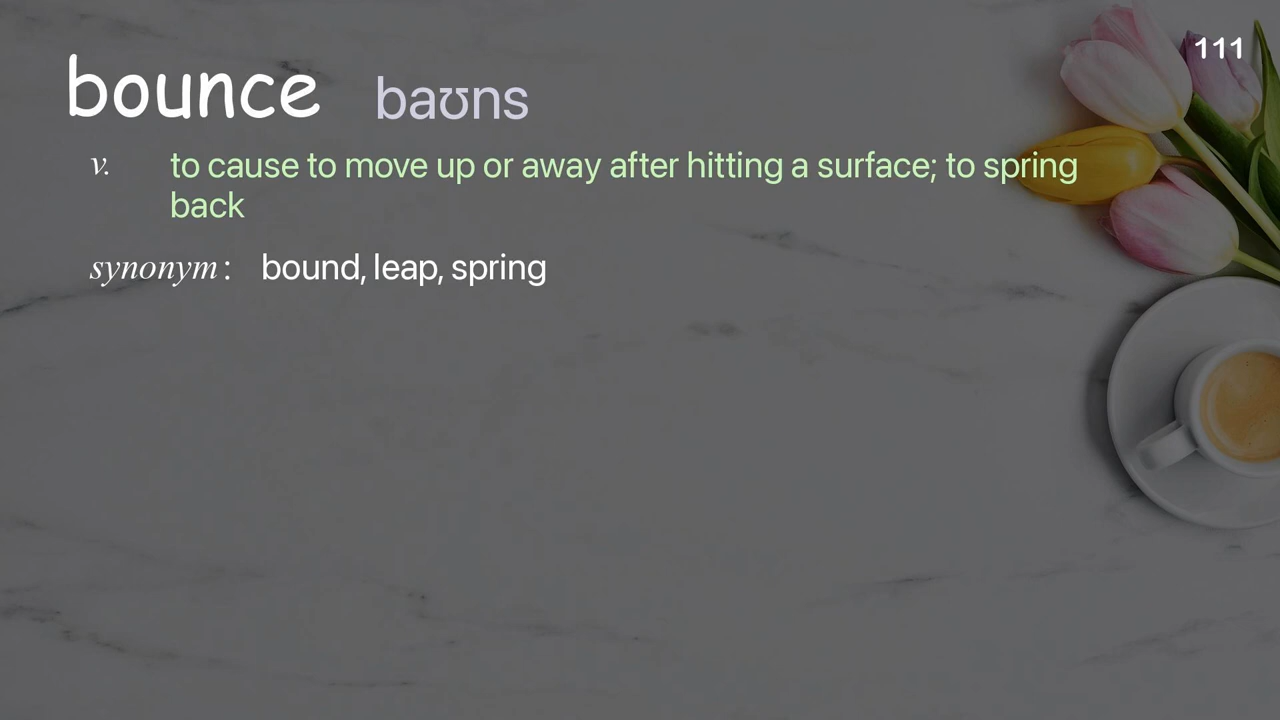 111
bounce baʊns
v. to cause to move up or away after hitting a surface; to spring
back
synonym: bound, leap, spring